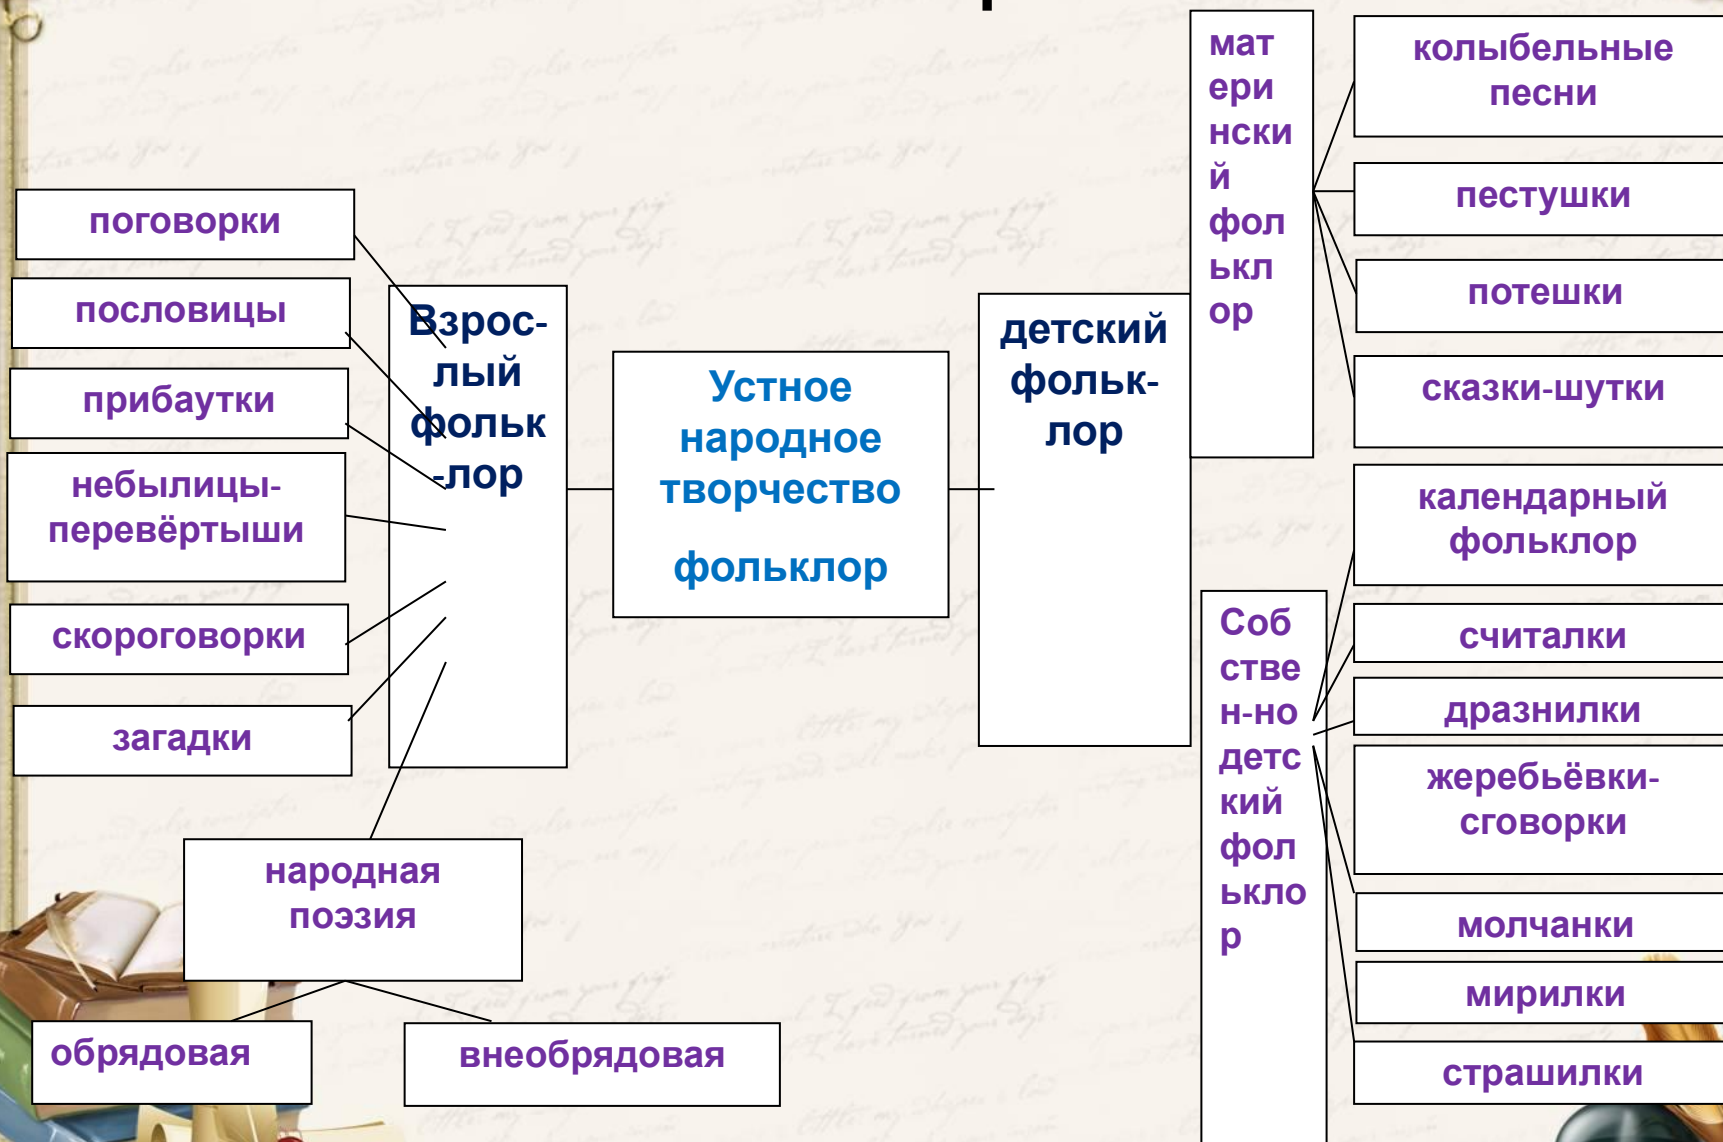 поговорки
пословицы
прибаутки
небылицы-
перевёртыши
скороговорки
загадки
народная
поэзия
обрядовая
внеобрядовая
Взрос-
лый
фольк
-лор
Устное
народное
творчество
фольклор
детский
фольк-
лор
мат
ери
нски
й
фол
ькл
ор
колыбельные
песни
пестушки
потешки
сказки-шутки
Соб
стве
н-но
детс
кий
фол
ькло
р
календарный
фольклор
считалки
дразнилки
жеребьёвки-
сговорки
молчанки
мирилки
страшилки